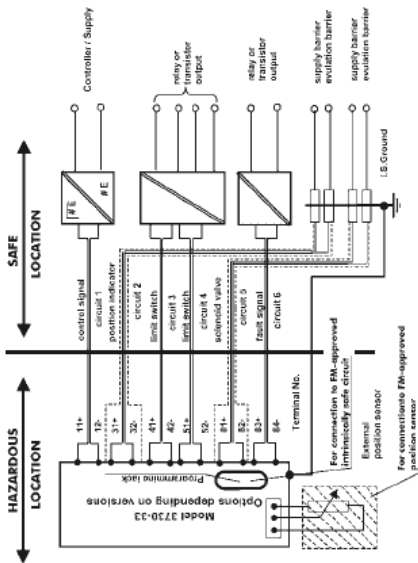 SAFE
LOCATION
HAZARDOUS
LOCATION
Controller / Supply
relay or
transistor
output
relay or
transistor
output
supply barrier
evulation barrier
supply barrier
evulation barrier
#E
#E
I.S.Ground
control signal
circuit 1
position indicator
circuit 2
limit switch
circuit 3
limit switch
circuit 4
solenoid valve
circuit 5
fault signal
circuit 6
11+
12-
31+
32-
41+
42-
51+
52-
81+
82-
83+
84-
Terminal No.
Programming jack
Options depending on versions
Model 3730-33
For connection to FM-approved
intrinsically safe circuit
External
position sensor
For connectionto FM-approved
position sensor